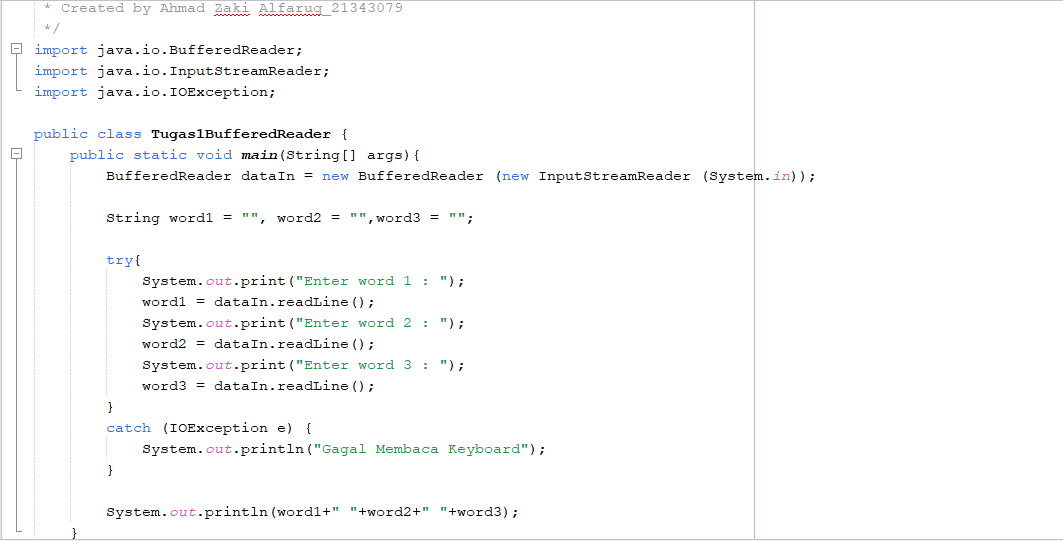 * Created by Ahmad Zaki Alfaruq_21343079
*/
import java.io.BufferedReader;
import java.io.InputStreamReader;
import java.io.IOException;
public class Tugas1BufferedReader {
public static void main(String[] args){
BufferedReader dataIn = new BufferedReader (new InputStreamReader (System.in));
String word1 = "", word2 = "",word3 = "";
try{
System.out.print("Enter word 1 : ");
word1 = dataIn.readLine();
System.out.print("Enter word 2 : ");
word2 = dataIn.readLine();
System.out.print("Enter word 3 : ");
word3 = dataIn.readLine();
}
catch (IOException e) {
System.out.println("Gagal Membaca Keyboard");
}
System.out.println(word1+" "+word2+" "+word3);
}